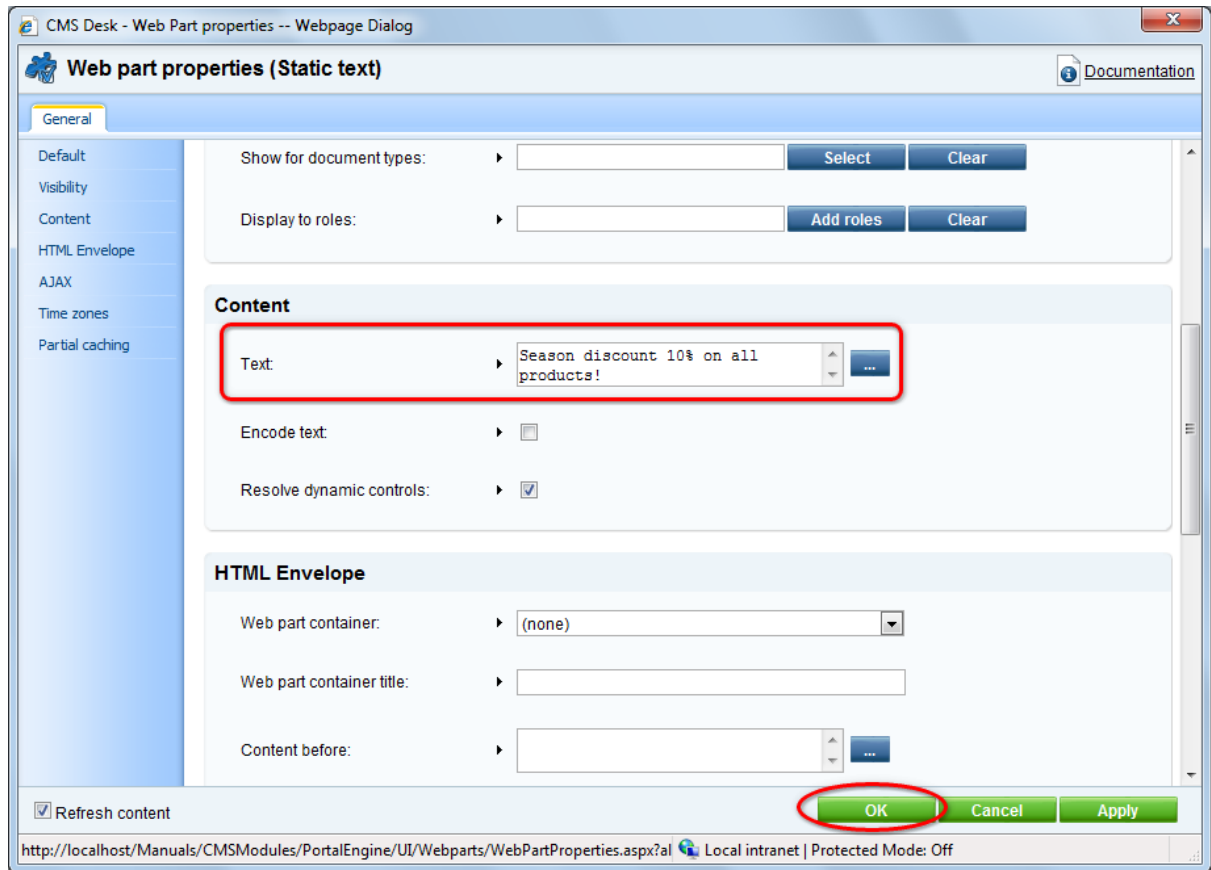 CMS Desk - Web Part properties -- Webpage Dialog
Web part properties (Static text)
Documentation
General
Default
Visibility
Content
HTML Envelope
AJAX
Time zones
Partial caching
Show for document types: Select Clear
Display to roles: Add roles Clear
Content
Text: Season discount 10% on all
products!
...
Encode text:
Resolve dynamic controls:
HTML Envelope
Web part container: (none)
Web part container title:
Content before: ...
Refresh content OK Cancel Apply
http://localhost/Manuals/CMSModules/PortalEngine/UI/Webparts/WebPartProperties.aspx?al Local intranet | Protected Mode: Off